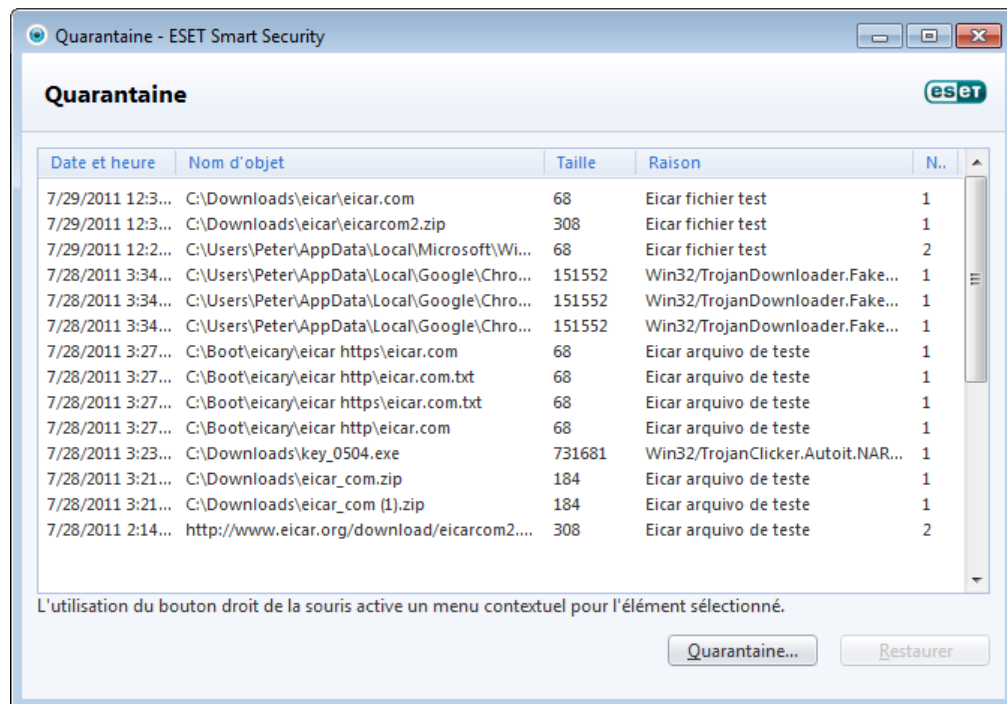 Quarantaine - ESET Smart Security
Quarantaine
eset
Date et heure Nom d'objet Taille Raison N..
7/29/2011 12:3... C:\Downloads\eicar\eicar.com 68 Eicar fichier test 1
7/29/2011 12:3... C:\Downloads\eicar\eicarcom2.zip 308 Eicar fichier test 1
7/29/2011 12:2... C:\Users\Peter\AppData\Local\Microsoft\Wi... 68 Eicar fichier test 2
7/28/2011 3:34... C:\Users\Peter\AppData\Local\Google\Chro... 151552 Win32/TrojanDownloader.Fake... 1
7/28/2011 3:34... C:\Users\Peter\AppData\Local\Google\Chro... 151552 Win32/TrojanDownloader.Fake... 1
7/28/2011 3:34... C:\Users\Peter\AppData\Local\Google\Chro... 151552 Win32/TrojanDownloader.Fake... 1
7/28/2011 3:27... C:\Boot\eicary\eicar https\eicar.com 68 Eicar arquivo de teste 1
7/28/2011 3:27... C:\Boot\eicary\eicar http\eicar.com.txt 68 Eicar arquivo de teste 1
7/28/2011 3:27... C:\Boot\eicary\eicar https\eicar.com.txt 68 Eicar arquivo de teste 1
7/28/2011 3:27... C:\Boot\eicary\eicar http\eicar.com 68 Eicar arquivo de teste 1
7/28/2011 3:23... C:\Downloads\key_0504.exe 731681 Win32/TrojanClicker.Autoit.NAR... 1
7/28/2011 3:21... C:\Downloads\eicar_com.zip 184 Eicar arquivo de teste 1
7/28/2011 3:21... C:\Downloads\eicar_com (1).zip 184 Eicar arquivo de teste 1
7/28/2011 2:14... http://www.eicar.org/download/eicarcom2.... 308 Eicar arquivo de teste 2
L'utilisation du bouton droit de la souris active un menu contextuel pour l'élément sélectionné.
Quarantaine... Restaurer